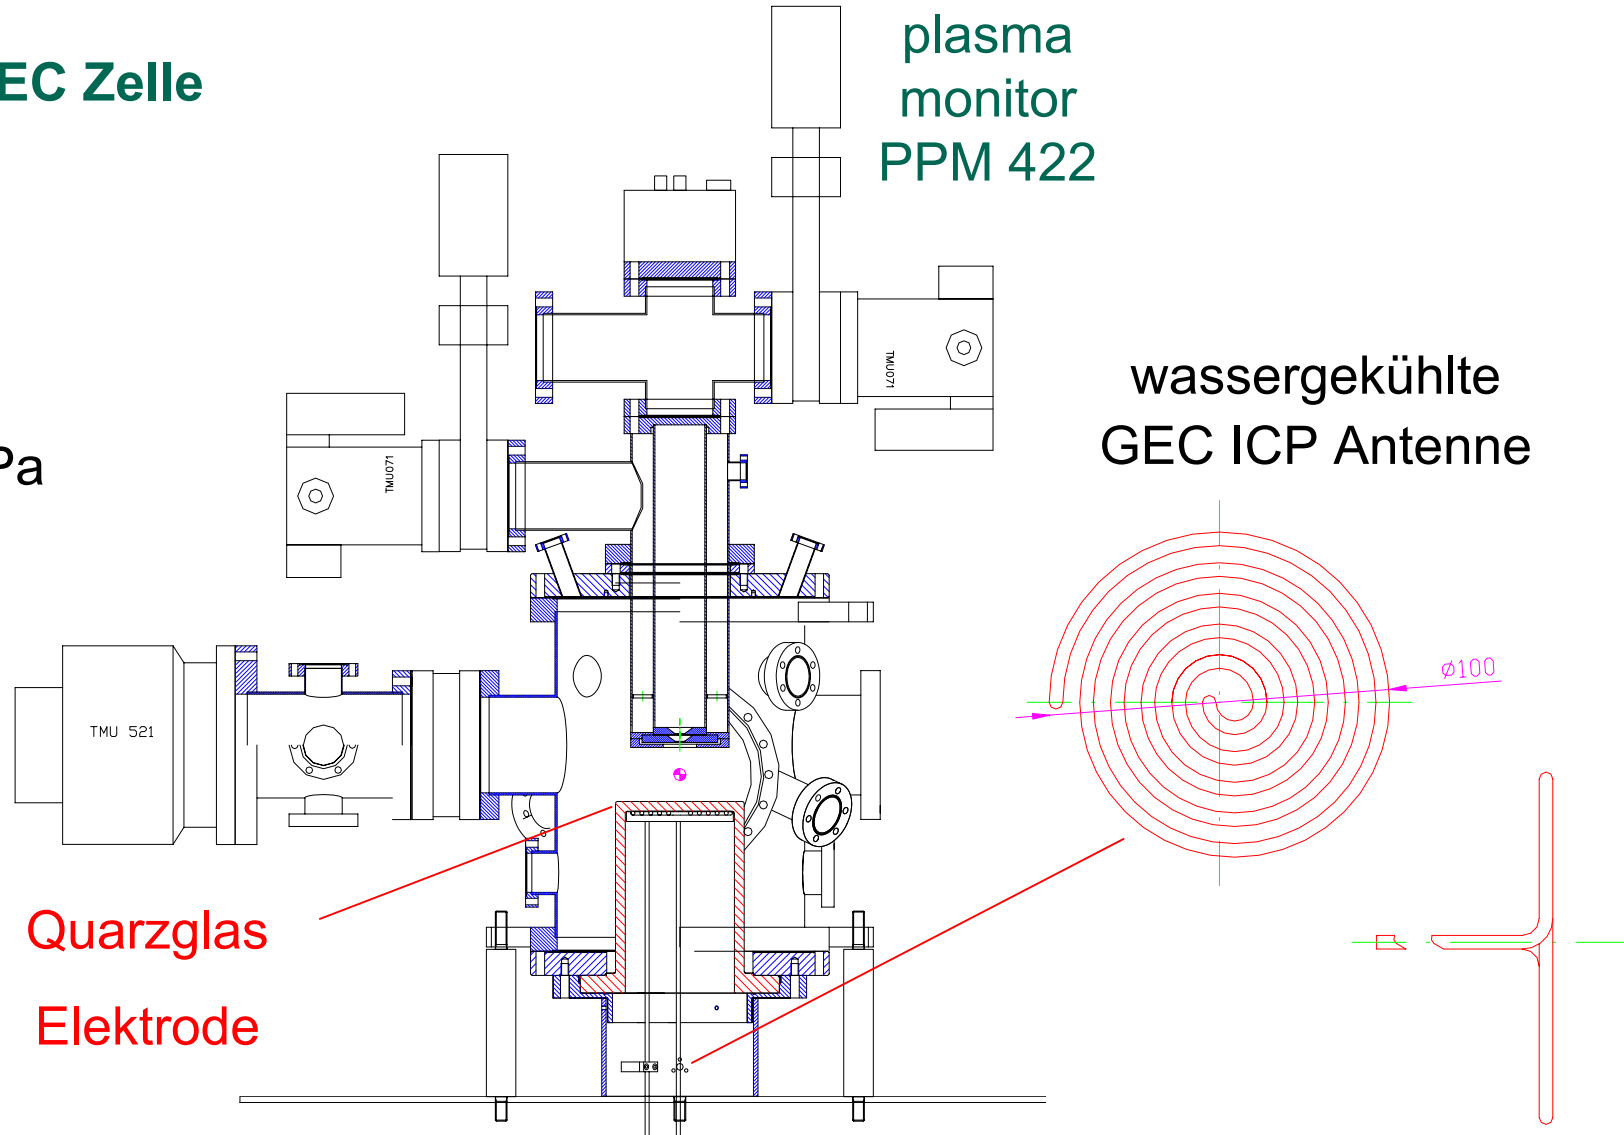 EC Zelle
plasma
monitor
PPM 422
TMU071
wassergekühlte
GEC ICP Antenne
Pa
TMU071
ø100
TMU 521
Quarzglas
Elektrode